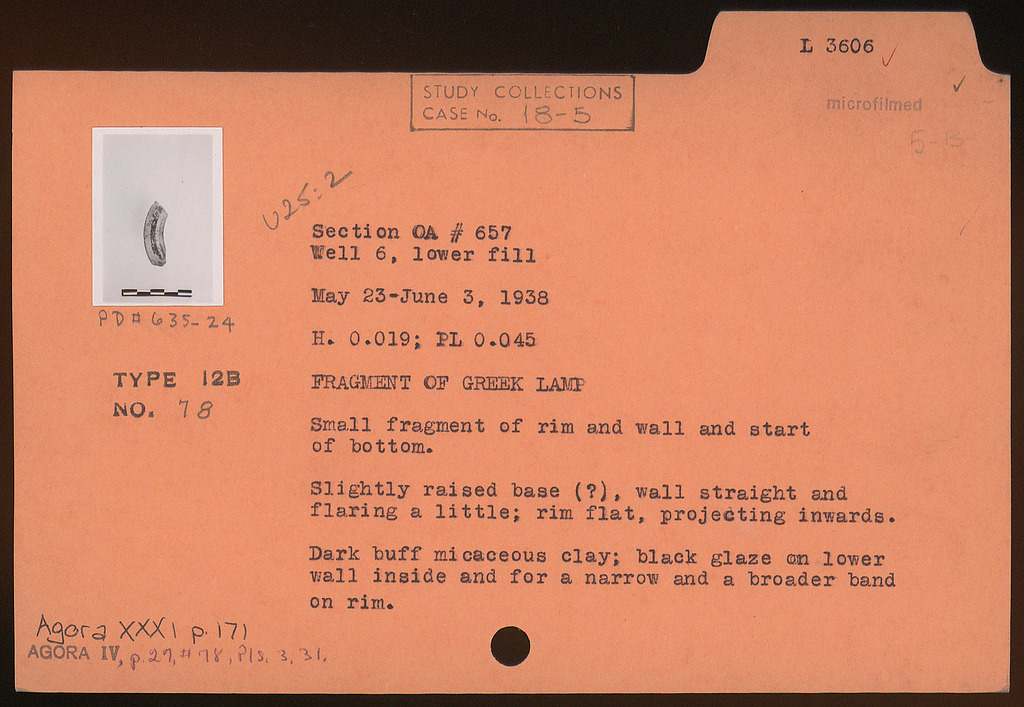 L 3606
STUDY COLLECTIONS
CASE No. 18-5
microfilmed
5-B
U25:2
Section OA # 657
Well 6, lower fill
May 23-June 3, 1938
PD# 635-24
H. 0.019; PL 0.045
TYPE 12B
NO. 78
FRAGMENT OF GREEK LAMP
Small fragment of rim and wall and start
of bottom.
Slightly raised base (?), wall straight and
flaring a little; rim flat, projecting inwards.
Dark buff micaceous clay; black glaze on lower
wall inside and for a narrow and a broader band
on rim.
Agora XXXI p. 171
AGORA IV, p. 27, # 78, Pls. 3, 31.